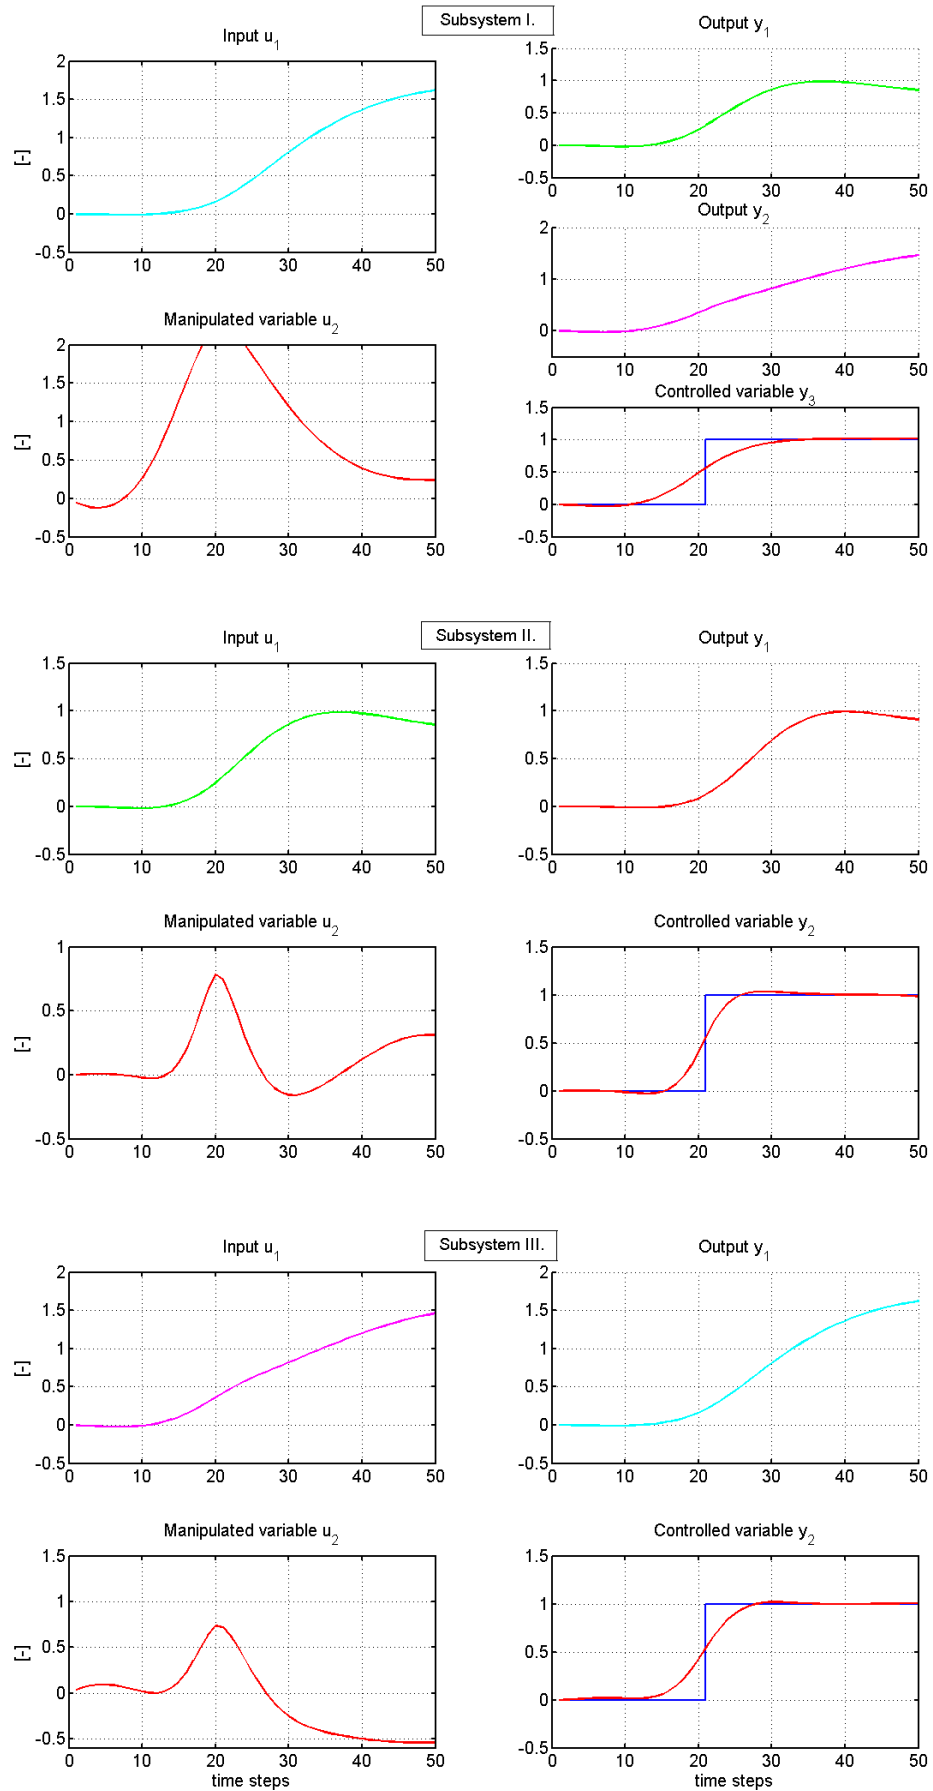 Subsystem I.
Input u1
Output y1
2
1.5
1
0.5
0
-0.5
[-]
0 10 20 30 40 50
1.5
1
0.5
0
-0.5
0 10 20 30 40 50
Output y2
2
1
0
0 10 20 30 40 50
Manipulated variable u2
2
1.5
1
0.5
0
-0.5
[-]
0 10 20 30 40 50
Controlled variable y3
1.5
1
0.5
0
-0.5
0 10 20 30 40 50
Subsystem II.
Input u1
Output y1
1.5
1
0.5
0
-0.5
[-]
0 10 20 30 40 50
1.5
1
0.5
0
-0.5
0 10 20 30 40 50
Manipulated variable u2
Controlled variable y2
1
0.5
0
-0.5
[-]
0 10 20 30 40 50
1.5
1
0.5
0
-0.5
0 10 20 30 40 50
Subsystem III.
Input u1
Output y1
2
1.5
1
0.5
0
-0.5
[-]
0 10 20 30 40 50
2
1.5
1
0.5
0
-0.5
0 10 20 30 40 50
Manipulated variable u2
Controlled variable y2
1.5
1
0.5
0
-0.5
[-]
0 10 20 30 40 50
time steps
1.5
1
0.5
0
-0.5
0 10 20 30 40 50
time steps